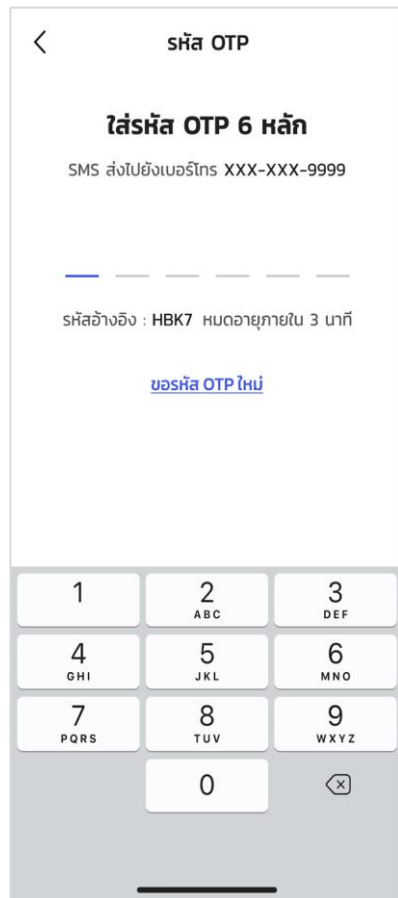 รหัส OTP
ใส่รหัส OTP 6 หลัก
SMS ส่งไปยังเบอร์โทร XXX-XXX-9999
รหัสอ้างอิง : HBK7 หมดอายุภายใน 3 นาที
ขอรหัส OTP ใหม่
1 2 3
ABC DEF
4 5 6
GHI JKL MNO
7 8 9
PQRS TUV WXYZ
0